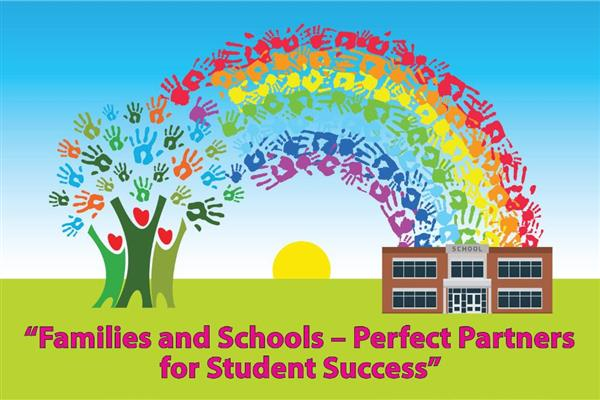 SCHOOL
“Families and Schools – Perfect Partners
for Student Success”